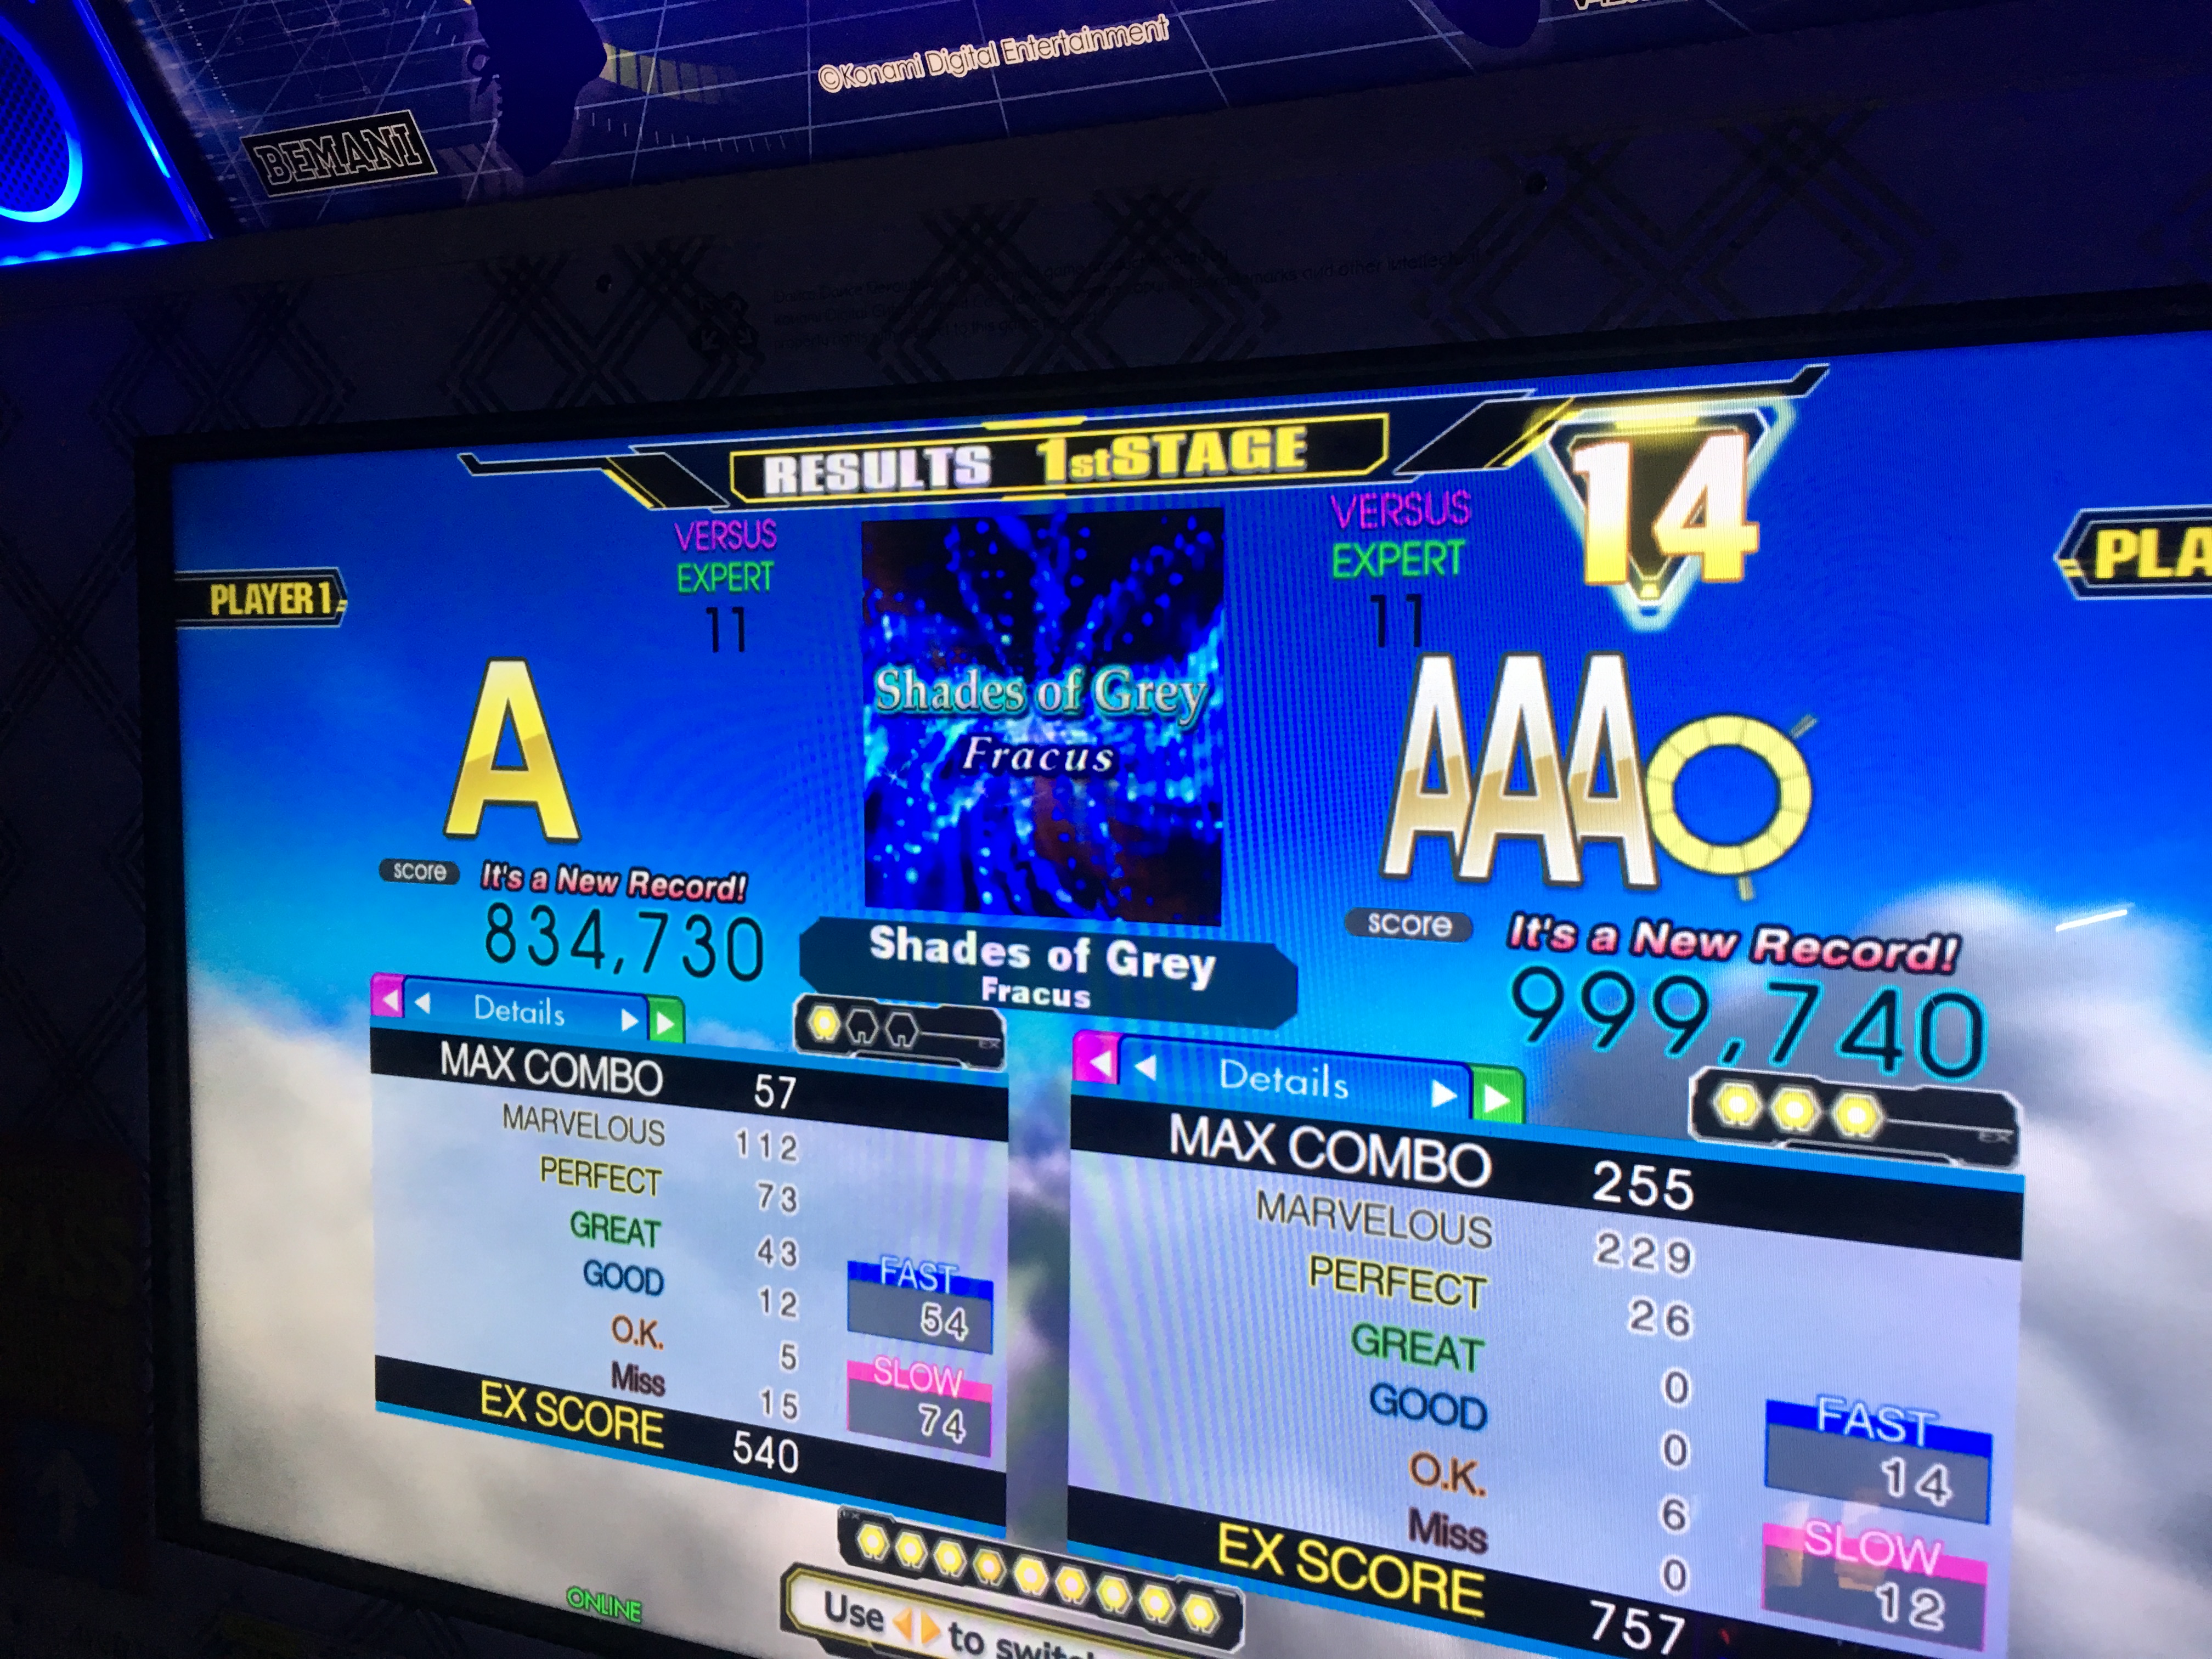 ©Konami Digital Entertainment
BEMANI
RESULTS 1stSTAGE
14
PLAYER 1
VERSUS
EXPERT
11
VERSUS
EXPERT
11
PLA
A
Shades of Grey
Fracus
AAA
score It's a New Record!
834,730
score It's a New Record!
999,740
Shades of Grey
Fracus
Details
MAX COMBO 57
MARVELOUS 112
PERFECT 73
GREAT 43
GOOD 12
O.K. 5
Miss 15
EX SCORE 540
FAST
54
SLOW
74
EX
Details
MAX COMBO 255
MARVELOUS 229
PERFECT 26
GREAT 0
GOOD 0
O.K. 6
Miss 0
EX SCORE 757
FAST
14
SLOW
12
EX
EX
ONLINE
Use to switch